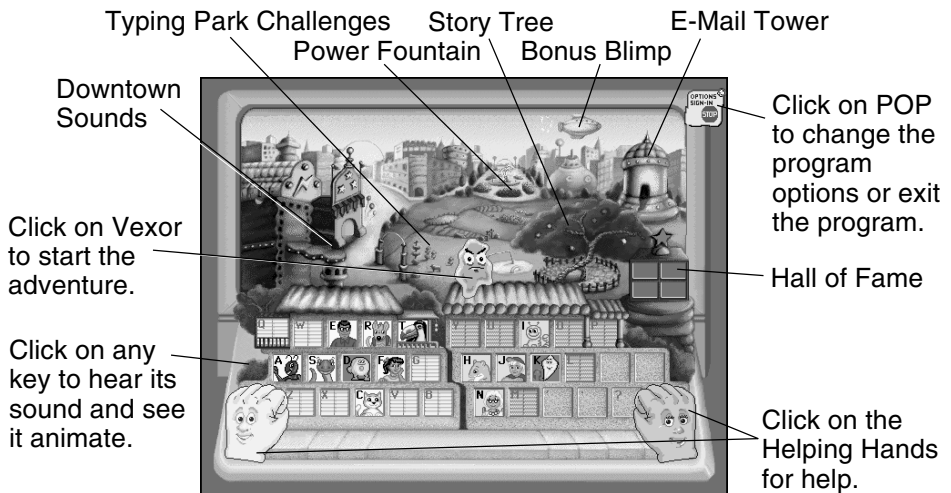 Typing Park Challenges
Story Tree
E-Mail Tower
Power Fountain
Bonus Blimp
Downtown
Sounds
OPTIONS
SIGN-IN
STOP
Click on POP
to change the
program
options or exit
the program.
Click on Vexor
to start the
adventure.
Hall of Fame
Q W E R T Y U I O P
Click on any
key to hear its
sound and see
it animate.
A S D F G H J K
Z X C V B N M ?
Click on the
Helping Hands
for help.